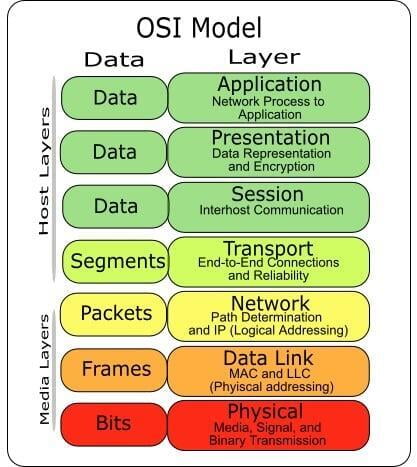 OSI Model
Data Layer
Host Layers
Data
Application
Network Process to
Application
Data
Presentation
Data Representation
and Encryption
Data
Session
Interhost Communication
Segments
Transport
End-to-End Connections
and Reliability
Media Layers
Packets
Network
Path Determination
and IP (Logical Addressing)
Frames
Data Link
MAC and LLC
(Phyiscal addressing)
Bits
Physical
Media, Signal, and
Binary Transmission